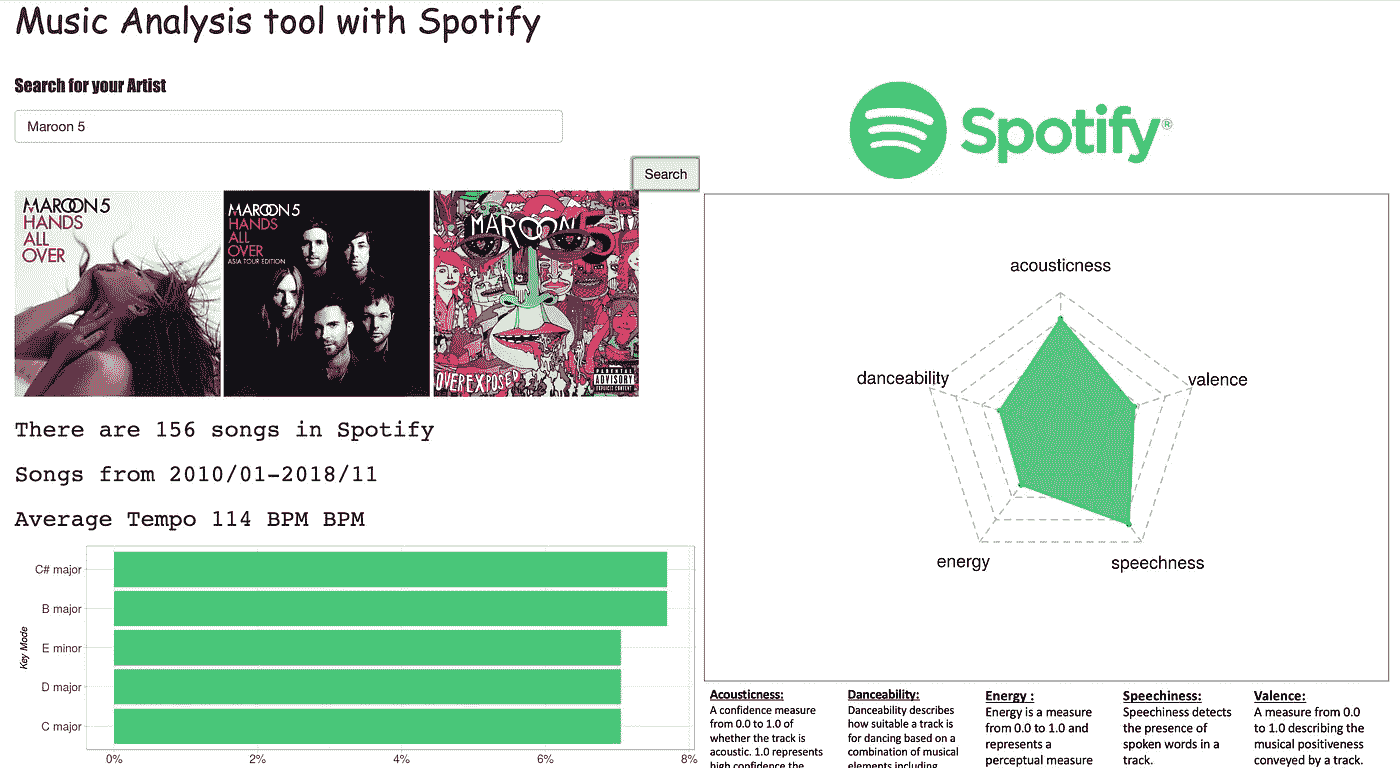 Music Analysis tool with Spotify
Search for your Artist
Maroon 5
Search
MAROON 5
HANDS
ALL
OVER
MAROON 5
HANDS
ALL
OVER
ASIA TOUR EDITION
MAROON 5
OVEREXPOSED
PARENTAL
ADVISORY
EXPLICIT CONTENT
There are 156 songs in Spotify
Songs from 2010/01-2018/11
Average Tempo 114 BPM BPM
Key Mode
C# major
B major
E minor
D major
C major
0%
2%
4%
6%
8%
Spotify®
acousticness
danceability
valence
energy
speechness
Acousticness:
A confidence measure
from 0.0 to 1.0 of
whether the track is
acoustic. 1.0 represents
high confidence the
Danceability:
Danceability describes
how suitable a track is
for dancing based on a
combination of musical
elements including
Energy :
Energy is a measure
from 0.0 to 1.0 and
represents a
perceptual measure
Speechiness:
Speechiness detects
the presence of
spoken words in a
track.
Valence:
A measure from 0.0
to 1.0 describing the
musical positiveness
conveyed by a track.